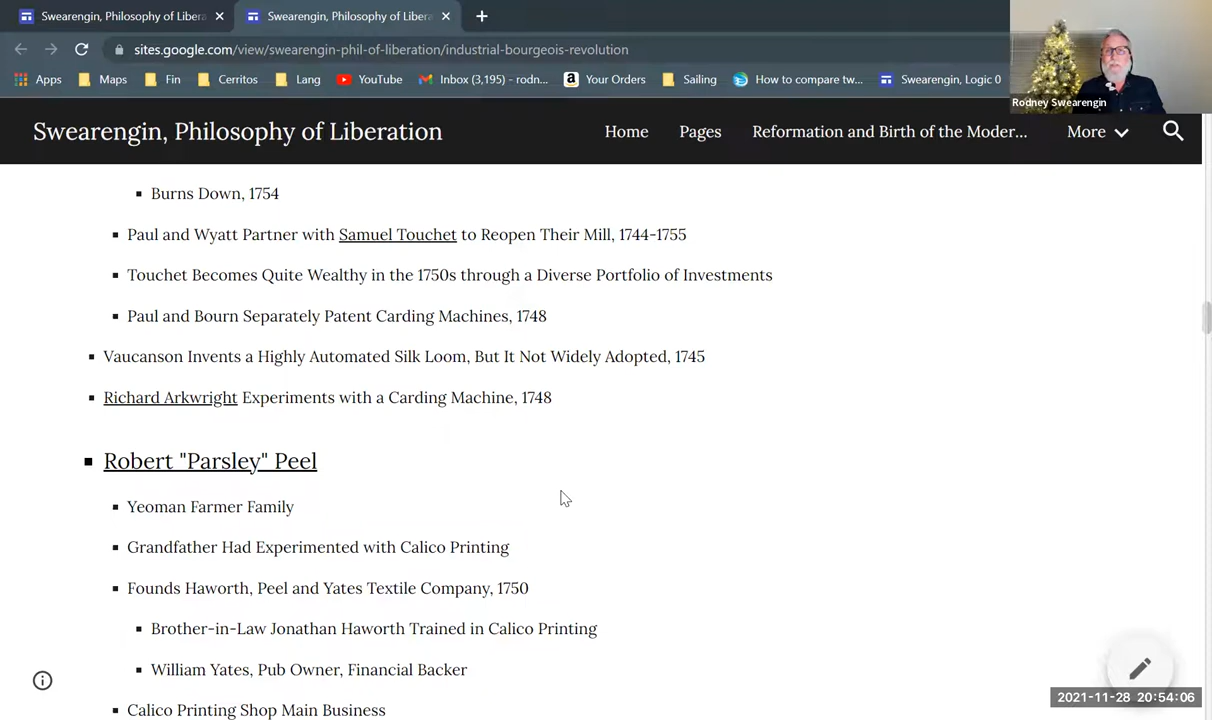 Swearengin, Philosophy of Libera
Swearengin, Philosophy of Libera
sites.google.com/view/swearengin-phil-of-liberation/industrial-bourgeois-revolution
Apps Maps Fin Cerritos Lang YouTube Inbox (3,195) - rodn... Your Orders Sailing How to compare tw... Swearengin, Logic 0
Rodney Swearengin
Swearengin, Philosophy of Liberation
Home Pages Reformation and Birth of the Moder... More
Burns Down, 1754
Paul and Wyatt Partner with Samuel Touchet to Reopen Their Mill, 1744-1755
Touchet Becomes Quite Wealthy in the 1750s through a Diverse Portfolio of Investments
Paul and Bourn Separately Patent Carding Machines, 1748
Vaucanson Invents a Highly Automated Silk Loom, But It Not Widely Adopted, 1745
Richard Arkwright Experiments with a Carding Machine, 1748
Robert "Parsley" Peel
Yeoman Farmer Family
Grandfather Had Experimented with Calico Printing
Founds Haworth, Peel and Yates Textile Company, 1750
Brother-in-Law Jonathan Haworth Trained in Calico Printing
William Yates, Pub Owner, Financial Backer
Calico Printing Shop Main Business
2021-11-28 20:54:06